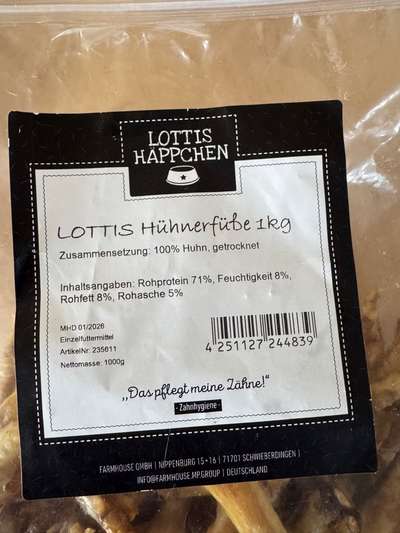 LOTTIS
HÄPPCHEN
LOTTIS Hühnerfüße 1kg
Zusammensetzung: 100% Huhn, getrocknet
Inhaltsangaben: Rohprotein 71%, Feuchtigkeit 8%,
Rohfett 8%, Rohasche 5%
MHD 01/2026
Einzelfuttermittel
ArtikelNr: 235611
Nettomasse: 1000g
4 251127 244839
„Das pflegt meine Zähne!“
- Zahnhygiene -
FARMHOUSE GMBH | NIPPENBURG 15+16 | 71701 SCHWIEBERDINGEN |
INFO@FARMHOUSE.MP.GROUP | DEUTSCHLAND